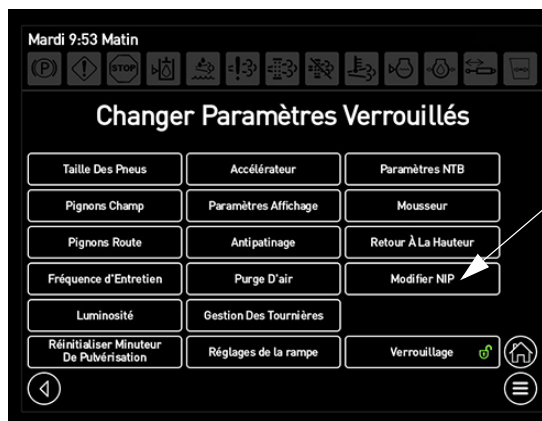 Mardi 9:53 Matin
(P) STOP
Changer Paramètres Verrouillés
Taille Des Pneus
Accélérateur
Paramètres NTB
Pignons Champ
Paramètres Affichage
Mousseur
Pignons Route
Antipatinage
Retour À La Hauteur
Fréquence d'Entretien
Purge D'air
Modifier NIP
Luminosité
Gestion Des Tournières
Réinitialiser Minuteur
De Pulvérisation
Réglages de la rampe
Verrouillage